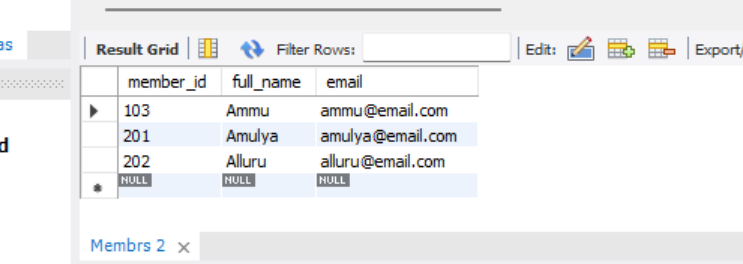 as
Result Grid Filter Rows: Edit: Export/
d
member_id full_name email
103 Ammu ammu@email.com
201 Amulya amulya@email.com
202 Alluru alluru@email.com
NULL NULL NULL
Membrs 2